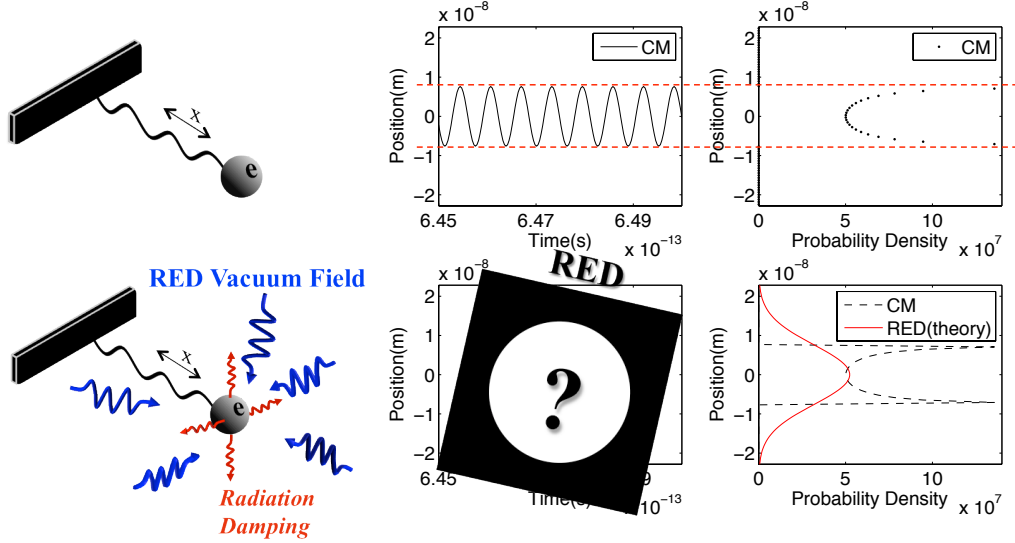 x
e
x 10⁻⁸
CM
2
1
0
−1
−2
Position(m)
6.45 6.47 6.49
Time(s)
x 10⁻¹³
x 10⁻⁸
CM
2
1
0
−1
−2
Position(m)
0 5 10
Probability Density
x 10⁷
RED Vacuum Field
x
e
Radiation
Damping
x 10⁻⁸
RED
2
1
0
−1
−2
Position(m)
?
6.45 9
Time(s)
x 10⁻¹³
x 10⁻⁸
CM
RED(theory)
2
1
0
−1
−2
Position(m)
0 5 10
Probability Density
x 10⁷